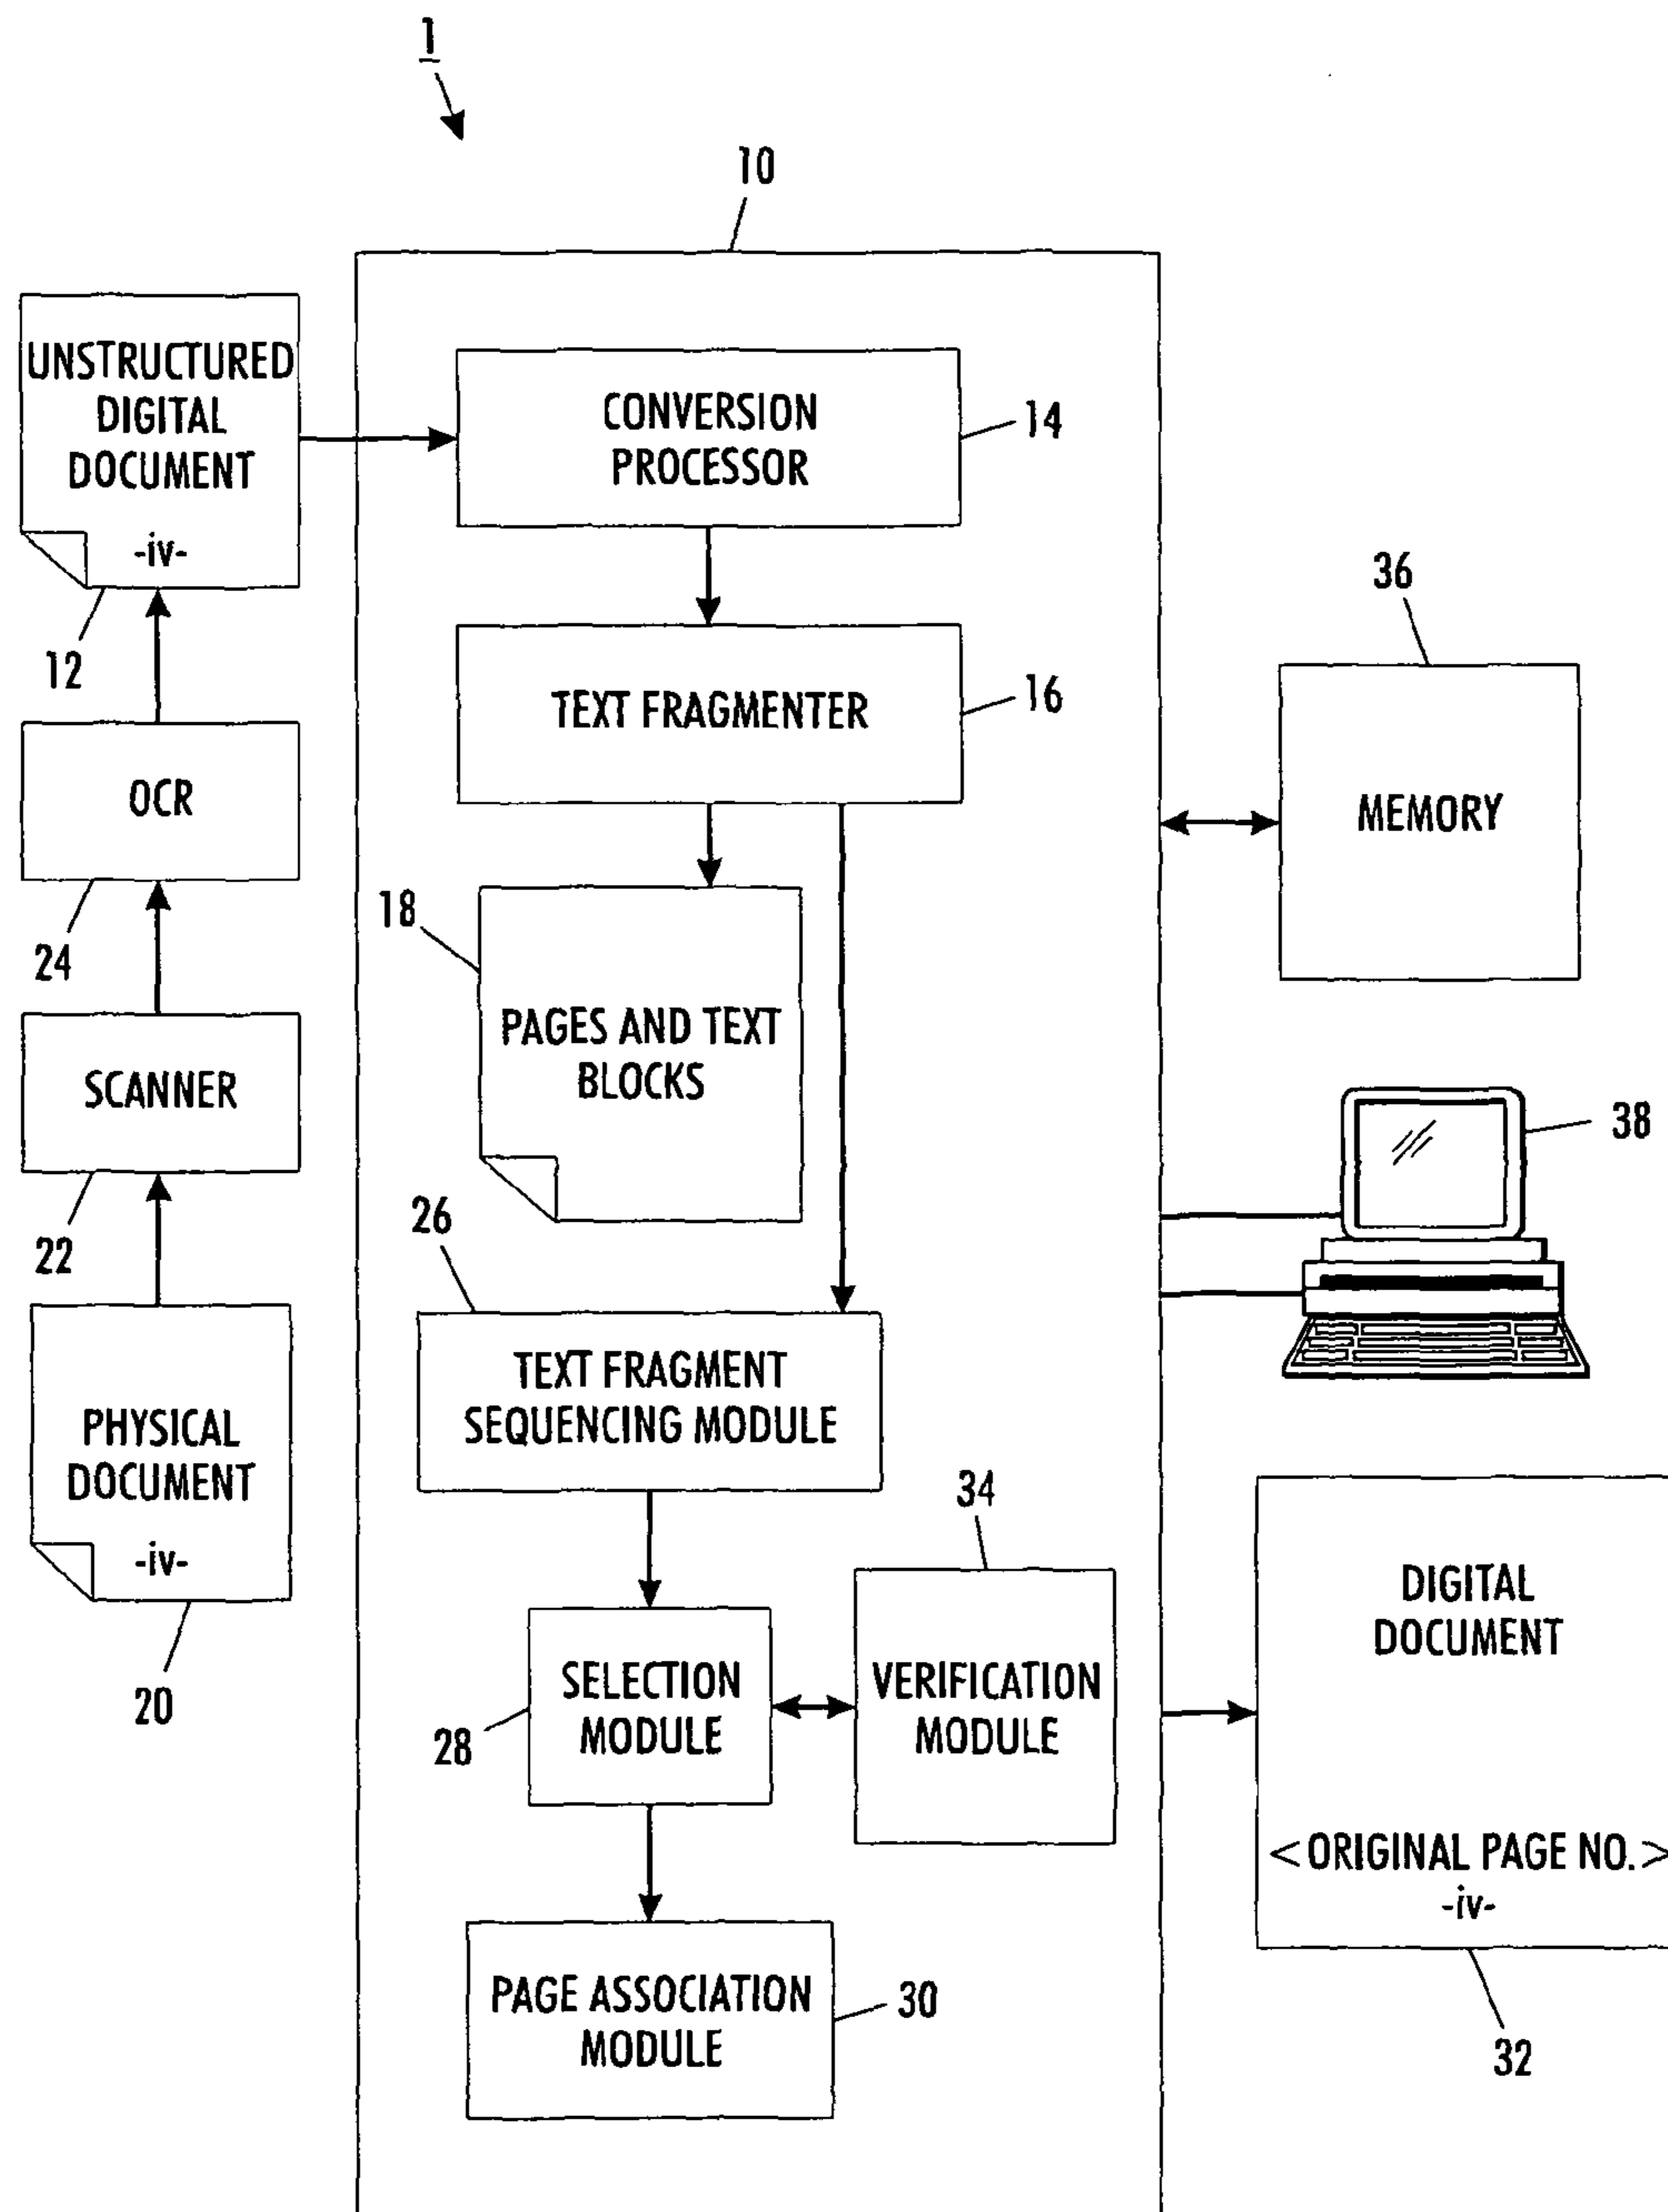 1
10
UNSTRUCTURED
DIGITAL
DOCUMENT
-iv-
12
OCR
24
SCANNER
22
PHYSICAL
DOCUMENT
-iv-
20
CONVERSION
PROCESSOR
14
TEXT FRAGMENTER
16
18
PAGES AND TEXT
BLOCKS
26
TEXT FRAGMENT
SEQUENCING MODULE
SELECTION
MODULE
28
34
VERIFICATION
MODULE
PAGE ASSOCIATION
MODULE
30
36
MEMORY
38
DIGITAL
DOCUMENT
<ORIGINAL PAGE NO.>
-iv-
32